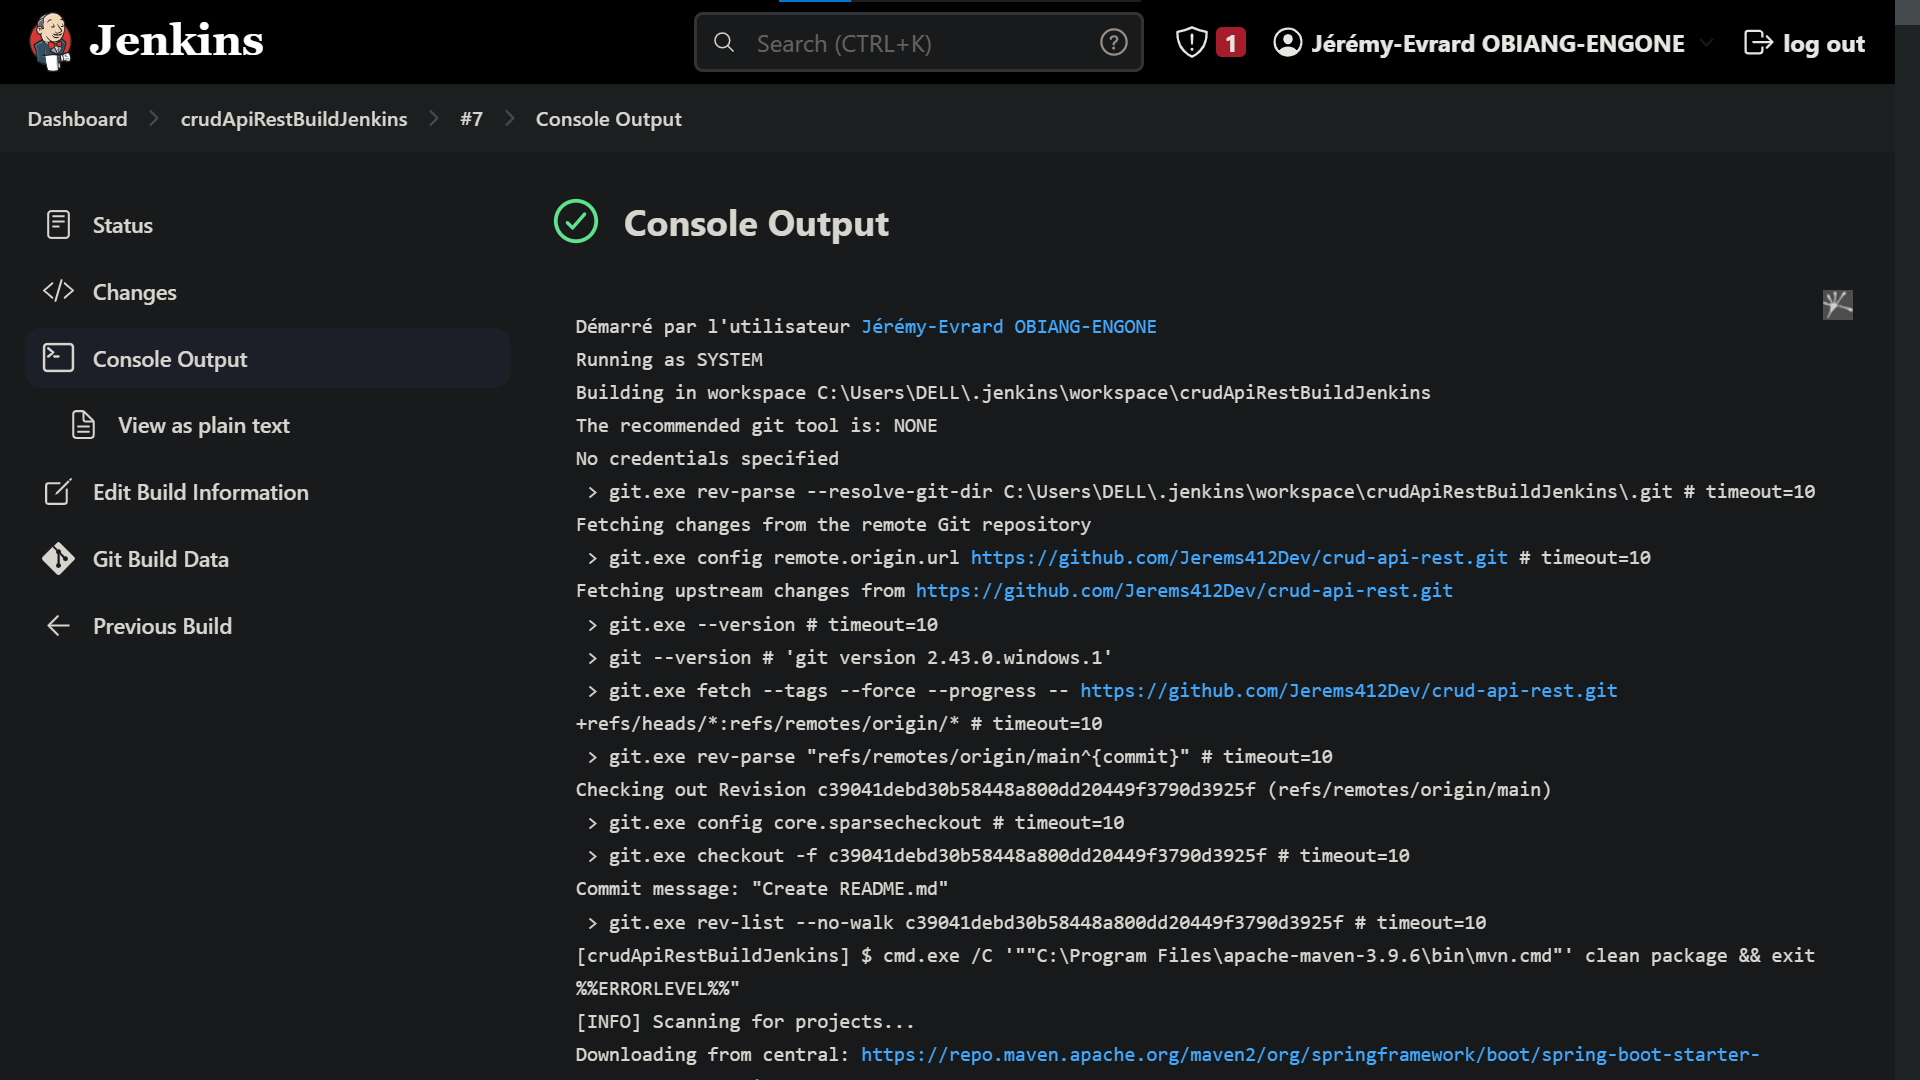 Jenkins
Search (CTRL+K)
1
Jérémy-Evrard OBIANG-ENGONE
log out
Dashboard
crudApiRestBuildJenkins
#7
Console Output
Status
Changes
Console Output
View as plain text
Edit Build Information
Git Build Data
Previous Build
Console Output
Démarré par l'utilisateur Jérémy-Evrard OBIANG-ENGONE
Running as SYSTEM
Building in workspace C:\Users\DELL\.jenkins\workspace\crudApiRestBuildJenkins
The recommended git tool is: NONE
No credentials specified
> git.exe rev-parse --resolve-git-dir C:\Users\DELL\.jenkins\workspace\crudApiRestBuildJenkins\.git # timeout=10
Fetching changes from the remote Git repository
> git.exe config remote.origin.url https://github.com/Jerems412Dev/crud-api-rest.git # timeout=10
Fetching upstream changes from https://github.com/Jerems412Dev/crud-api-rest.git
> git.exe --version # timeout=10
> git --version # 'git version 2.43.0.windows.1'
> git.exe fetch --tags --force --progress -- https://github.com/Jerems412Dev/crud-api-rest.git
+refs/heads/*:refs/remotes/origin/* # timeout=10
> git.exe rev-parse "refs/remotes/origin/main^{commit}" # timeout=10
Checking out Revision c39041debd30b58448a800dd20449f3790d3925f (refs/remotes/origin/main)
> git.exe config core.sparsecheckout # timeout=10
> git.exe checkout -f c39041debd30b58448a800dd20449f3790d3925f # timeout=10
Commit message: "Create README.md"
> git.exe rev-list --no-walk c39041debd30b58448a800dd20449f3790d3925f # timeout=10
[crudApiRestBuildJenkins] $ cmd.exe /C '""C:\Program Files\apache-maven-3.9.6\bin\mvn.cmd"' clean package && exit
%%ERRORLEVEL%%"
[INFO] Scanning for projects...
Downloading from central: https://repo.maven.apache.org/maven2/org/springframework/boot/spring-boot-starter-